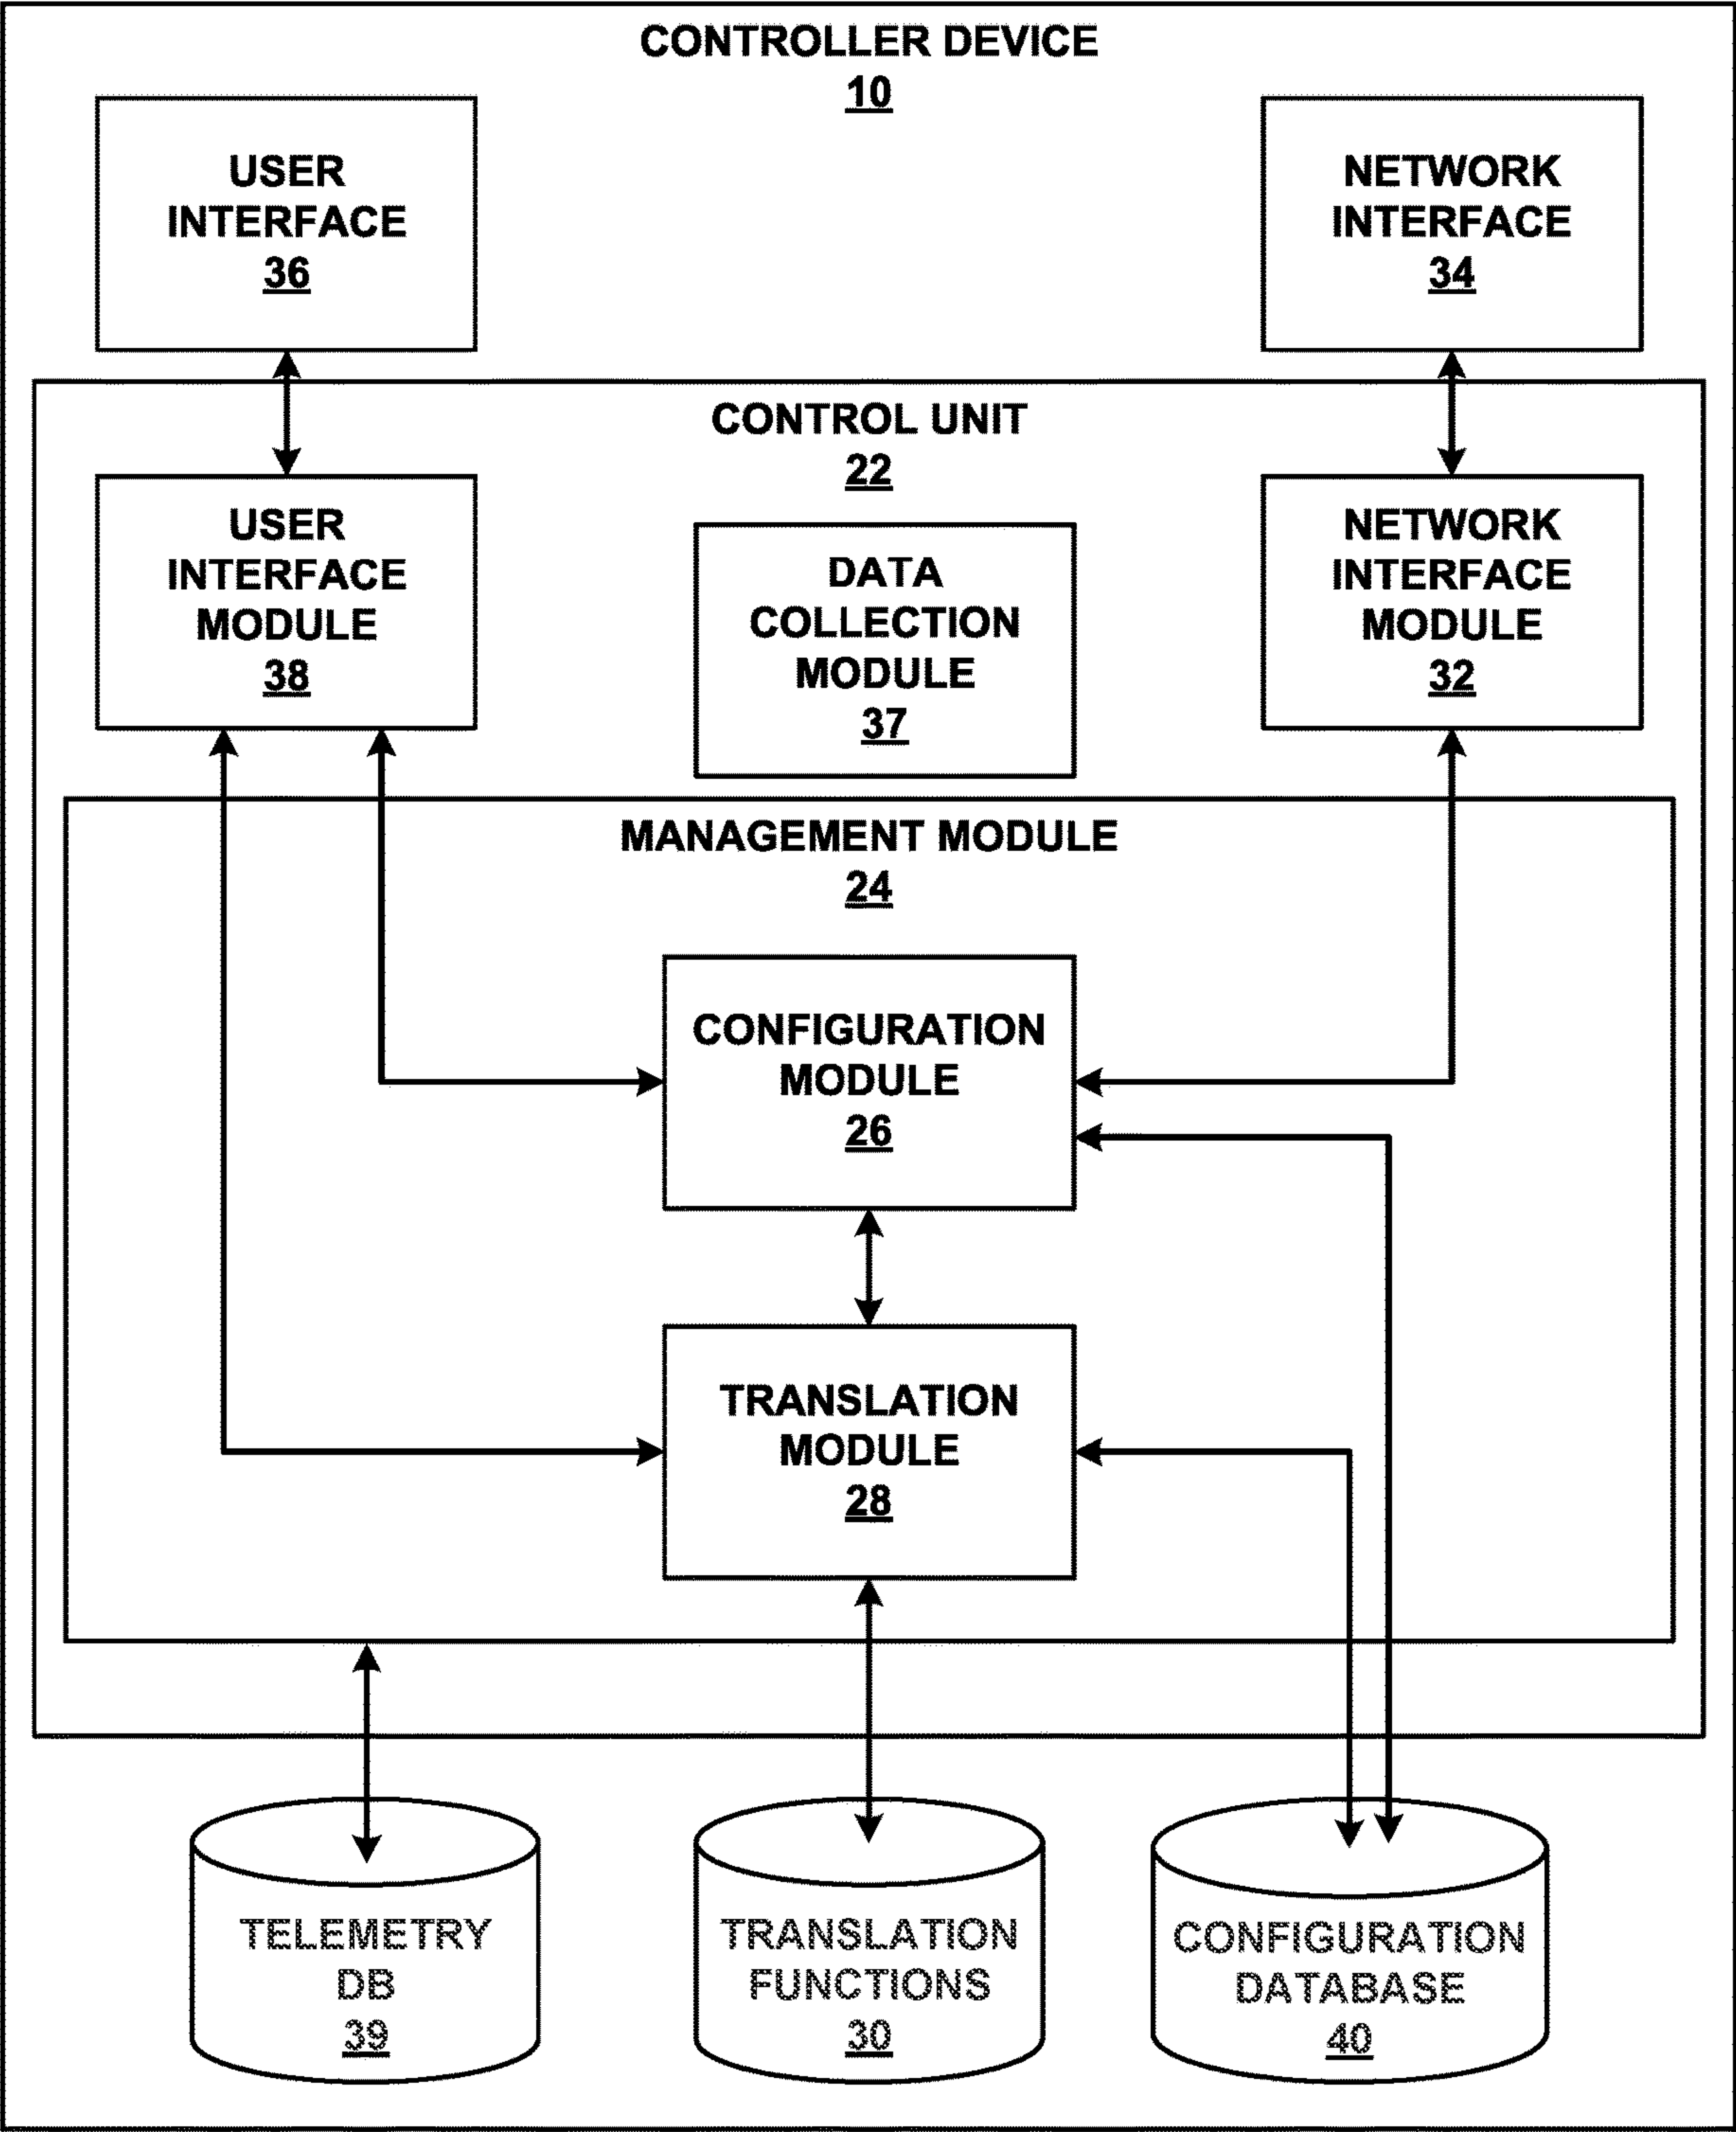 CONTROLLER DEVICE
10
USER
INTERFACE
36
NETWORK
INTERFACE
34
CONTROL UNIT
22
USER
INTERFACE
MODULE
38
DATA
COLLECTION
MODULE
37
NETWORK
INTERFACE
MODULE
32
MANAGEMENT MODULE
24
CONFIGURATION
MODULE
26
TRANSLATION
MODULE
28
TELEMETRY
DB
39
TRANSLATION
FUNCTIONS
30
CONFIGURATION
DATABASE
40